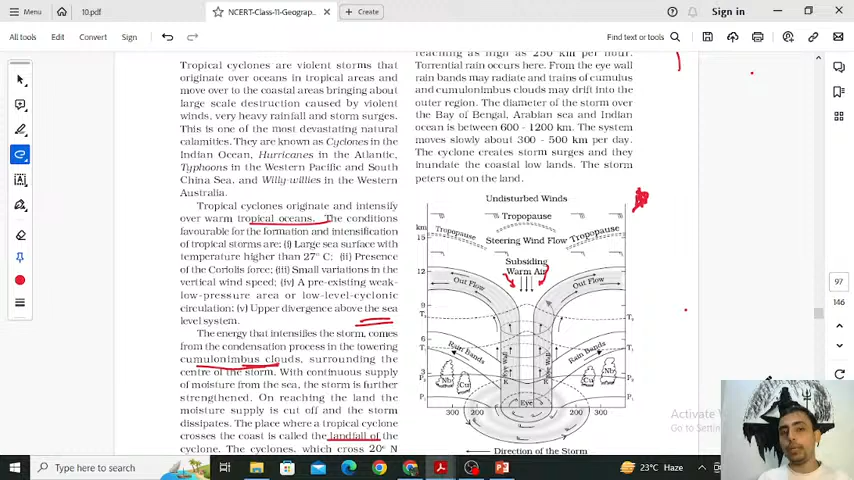 Menu
10.pdf
NCERT-Class-11-Geograp...
Create
Sign in
All tools
Edit
Convert
Sign
Find text or tools
Tropical cyclones are violent storms that
originate over oceans in tropical areas and
move over to the coastal areas bringing about
large scale destruction caused by violent
winds, very heavy rainfall and storm surges.
This is one of the most devastating natural
calamities. They are known as Cyclones in the
Indian Ocean, Hurricanes in the Atlantic,
Typhoons in the Western Pacific and South
China Sea, and Willy-willies in the Western
Australia.
Tropical cyclones originate and intensify
over warm tropical oceans. The conditions
favourable for the formation and intensification
of tropical storms are: (i) Large sea surface with
temperature higher than 27° C; (ii) Presence
of the Coriolis force; (iii) Small variations in the
vertical wind speed; (iv) A pre-existing weak-
low-pressure area or low-level-cyclonic
circulation; (v) Upper divergence above the sea
level system.
The energy that intensifies the storm, comes
from the condensation process in the towering
cumulonimbus clouds, surrounding the
centre of the storm. With continuous supply
of moisture from the sea, the storm is further
strengthened. On reaching the land the
moisture supply is cut off and the storm
dissipates. The place where a tropical cyclone
crosses the coast is called the landfall of the
cyclone. The cyclones, which cross 20° N
reaching as high as 250 km per hour.
Torrential rain occurs here. From the eye wall
rain bands may radiate and trains of cumulus
and cumulonimbus clouds may drift into the
outer region. The diameter of the storm over
the Bay of Bengal, Arabian sea and Indian
ocean is between 600 - 1200 km. The system
moves slowly about 300 - 500 km per day.
The cyclone creates storm surges and they
inundate the coastal low lands. The storm
peters out on the land.
Undisturbed Winds
Tropopause
km
15
Tropopause
Steering Wind Flow
Tropopause
Subsiding
Warm Air
12
Out Flow
Out Flow
9
6
Rain bands
Eye wall
Eye wall
Rain bands
3
Nb
Cu
Cu
Nb
Eye
300 200
200 300
Direction of the Storm
97
146
Activate
Go to Settin
Type here to search
23°C Haze